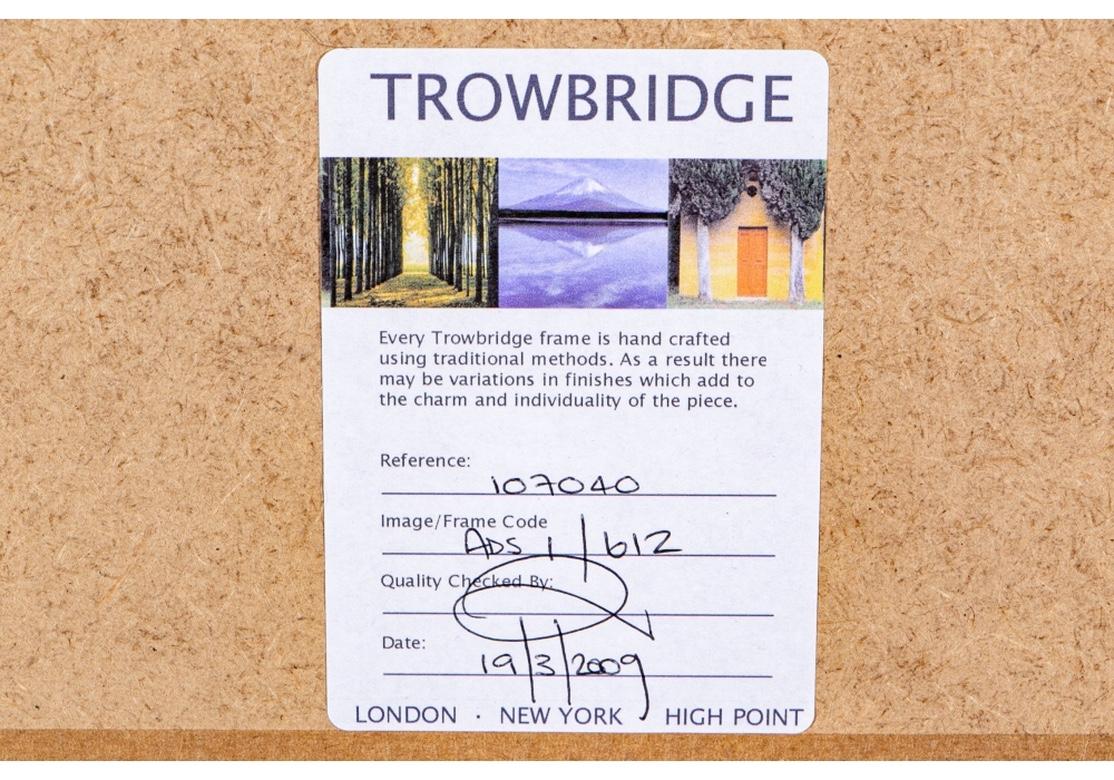 TROWBRIDGE
Every Trowbridge frame is hand crafted
using traditional methods. As a result there
may be variations in finishes which add to
the charm and individuality of the piece.
Reference:
107040
Image/Frame Code
ADS 1 / 612
Quality Checked By:
Date:
19/3/2009
LONDON · NEW YORK HIGH POINT